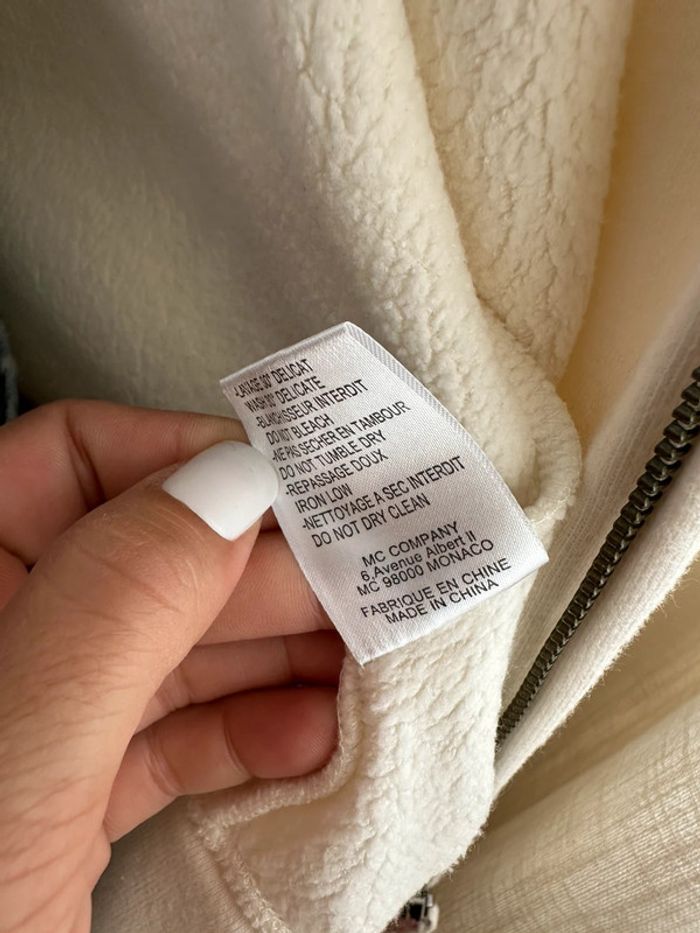 -LAVAGE 30° DELICAT
WASH 30° DELICATE
-BLANCHISSEUR INTERDIT
DO NOT BLEACH
-NE PAS SECHER EN TAMBOUR
DO NOT TUMBLE DRY
-REPASSAGE DOUX
IRON LOW
-NETTOYAGE A SEC INTERDIT
DO NOT DRY CLEAN
MC COMPANY
6,Avenue Albert II
MC 98000 MONACO
FABRIQUE EN CHINE
MADE IN CHINA